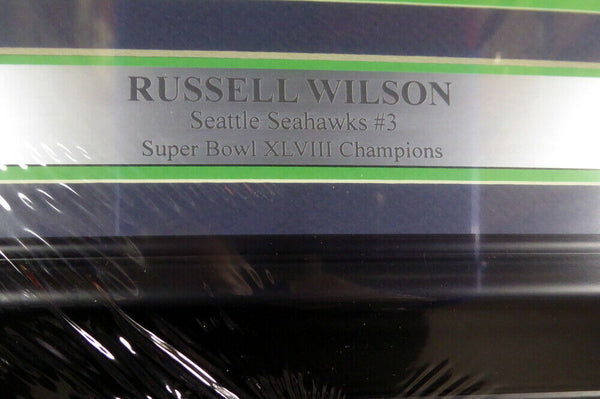 RUSSELL WILSON
Seattle Seahawks #3
Super Bowl XLVIII Champions